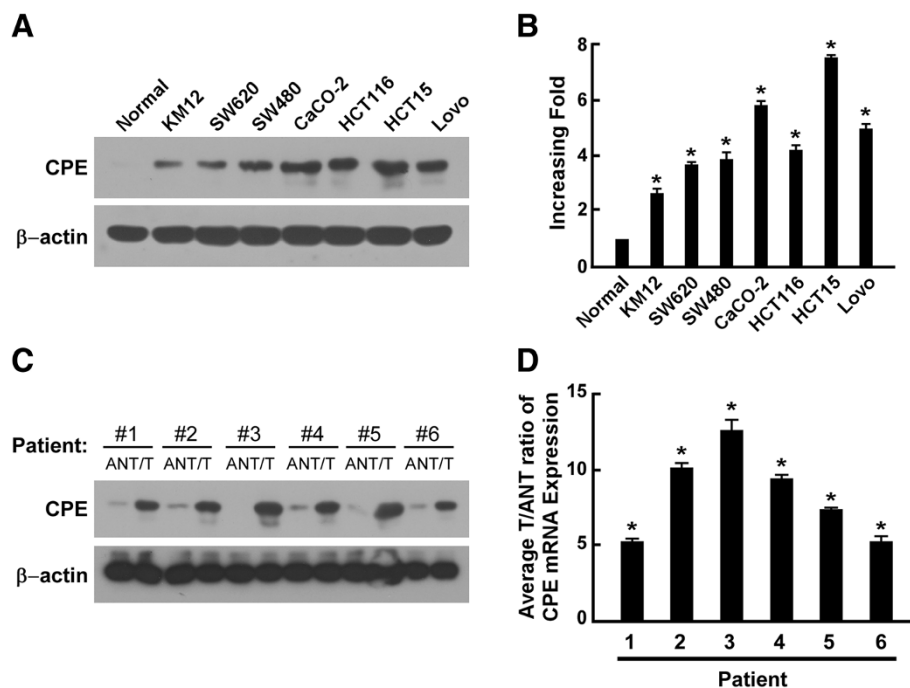 A
Normal
KM12
SW620
SW480
CaCO-2
HCT116
HCT15
Lovo
CPE
β–actin
B
Increasing Fold
8
6
4
2
0
*
*
*
*
*
*
*
Normal
KM12
SW620
SW480
CaCO-2
HCT116
HCT15
Lovo
C
Patient: #1 #2 #3 #4 #5 #6
ANT/T ANT/T ANT/T ANT/T ANT/T ANT/T
CPE
β–actin
D
Average T/ANT ratio of
CPE mRNA Expression
15
10
5
0
*
*
*
*
*
*
1 2 3 4 5 6
Patient